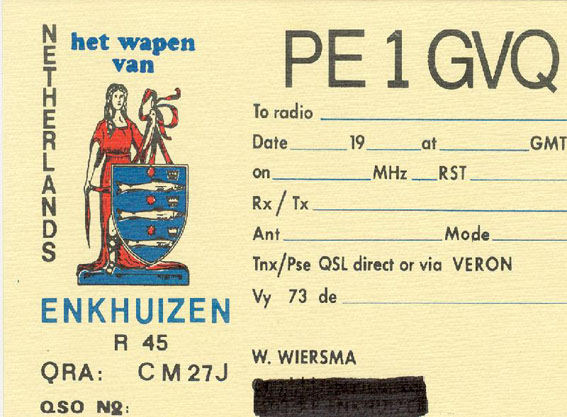 NETHERLANDS
het wapen
van
ENKHUIZEN
R 45
QRA: CM27J
QSO Nº:
PE 1 GVQ
To radio
Date 19 at GMT
on MHz RST
Rx/Tx
Ant Mode
Tnx/Pse QSL direct or via VERON
Vy 73 de
W. WIERSMA